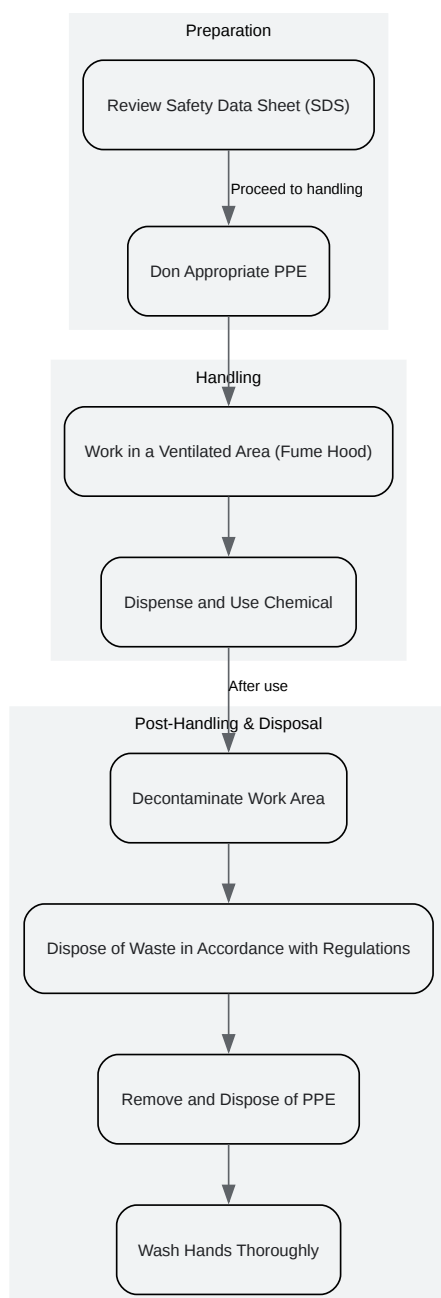 Preparation
Review Safety Data Sheet (SDS)
Proceed to handling
Don Appropriate PPE
Handling
Work in a Ventilated Area (Fume Hood)
Dispense and Use Chemical
After use
Post-Handling & Disposal
Decontaminate Work Area
Dispose of Waste in Accordance with Regulations
Remove and Dispose of PPE
Wash Hands Thoroughly